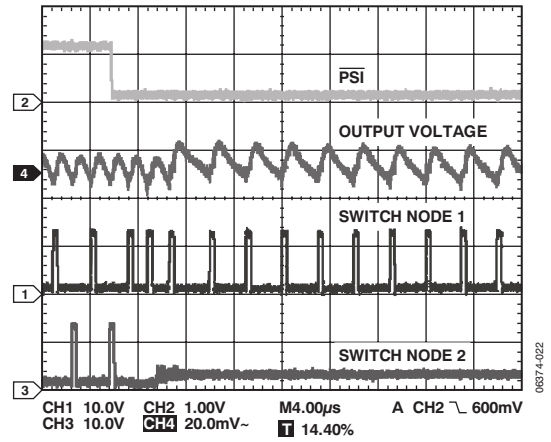 PSI
2
OUTPUT VOLTAGE
4
SWITCH NODE 1
1
SWITCH NODE 2
3
CH1 10.0V CH2 1.00V M4.00µs A CH2 600mV
CH3 10.0V CH4 20.0mV~ T 14.40%
06374-022